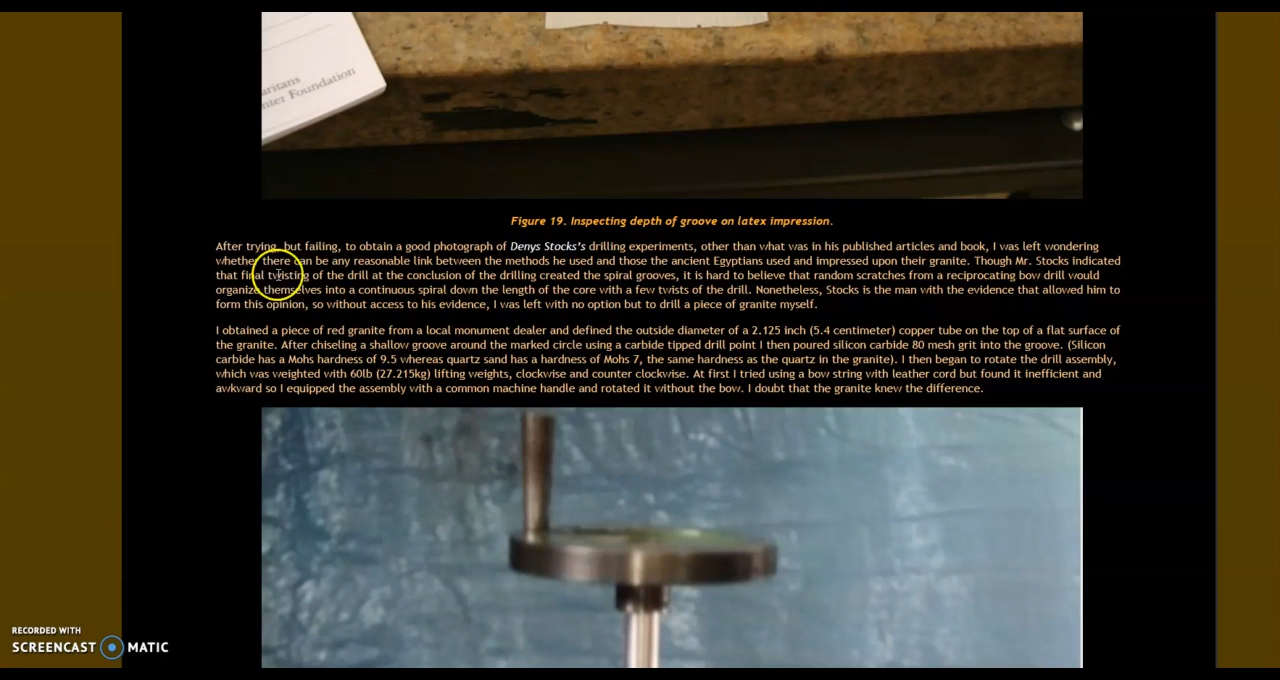 aritans
nter Foundation
Figure 19. Inspecting depth of groove on latex impression.
After trying, but failing, to obtain a good photograph of Denys Stocks's drilling experiments, other than what was in his published articles and book, I was left wondering
whether there can be any reasonable link between the methods he used and those the ancient Egyptians used and impressed upon their granite. Though Mr. Stocks indicated
that final twisting of the drill at the conclusion of the drilling created the spiral grooves, it is hard to believe that random scratches from a reciprocating bow drill would
organize themselves into a continuous spiral down the length of the core with a few twists of the drill. Nonetheless, Stocks is the man with the evidence that allowed him to
form this opinion, so without access to his evidence, I was left with no option but to drill a piece of granite myself.
I obtained a piece of red granite from a local monument dealer and defined the outside diameter of a 2.125 inch (5.4 centimeter) copper tube on the top of a flat surface of
the granite. After chiseling a shallow groove around the marked circle using a carbide tipped drill point I then poured silicon carbide 80 mesh grit into the groove. (Silicon
carbide has a Mohs hardness of 9.5 whereas quartz sand has a hardness of Mohs 7, the same hardness as the quartz in the granite). I then began to rotate the drill assembly,
which was weighted with 60lb (27.215kg) lifting weights, clockwise and counter clockwise. At first I tried using a bow string with leather cord but found it inefficient and
awkward so I equipped the assembly with a common machine handle and rotated it without the bow. I doubt that the granite knew the difference.
RECORDED WITH
SCREENCAST MATIC